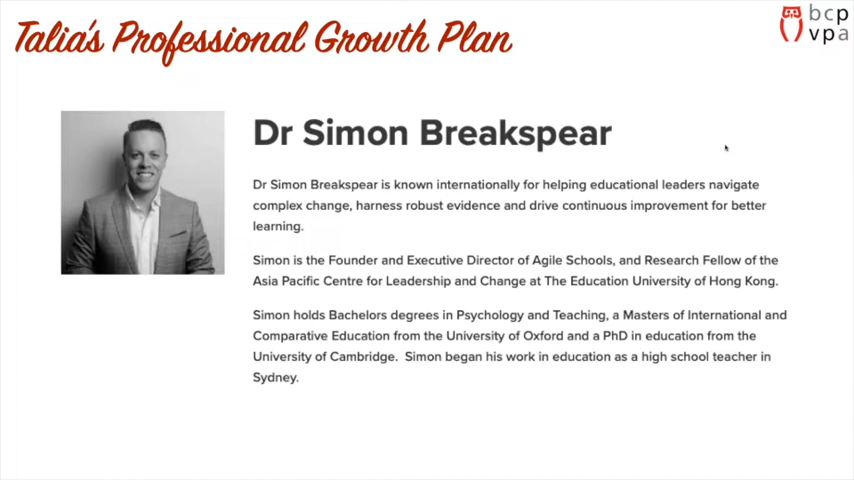 Talia's Professional Growth Plan
bcp
vpa
Dr Simon Breakspear
Dr Simon Breakspear is known internationally for helping educational leaders navigate
complex change, harness robust evidence and drive continuous improvement for better
learning.
Simon is the Founder and Executive Director of Agile Schools, and Research Fellow of the
Asia Pacific Centre for Leadership and Change at The Education University of Hong Kong.
Simon holds Bachelors degrees in Psychology and Teaching, a Masters of International and
Comparative Education from the University of Oxford and a PhD in education from the
University of Cambridge.  Simon began his work in education as a high school teacher in
Sydney.